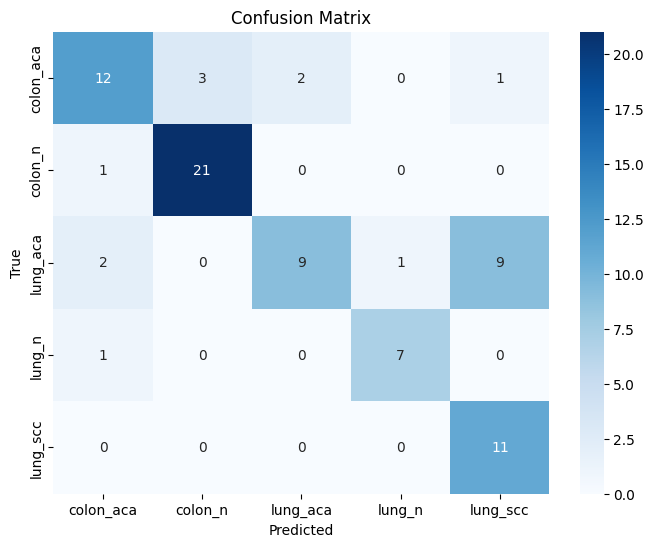 Confusion Matrix
True
colon_aca 12 3 2 0 1
colon_n 1 21 0 0 0
lung_aca 2 0 9 1 9
lung_n 1 0 0 7 0
lung_scc 0 0 0 0 11
colon_aca colon_n lung_aca lung_n lung_scc
Predicted
20.0
17.5
15.0
12.5
10.0
7.5
5.0
2.5
0.0